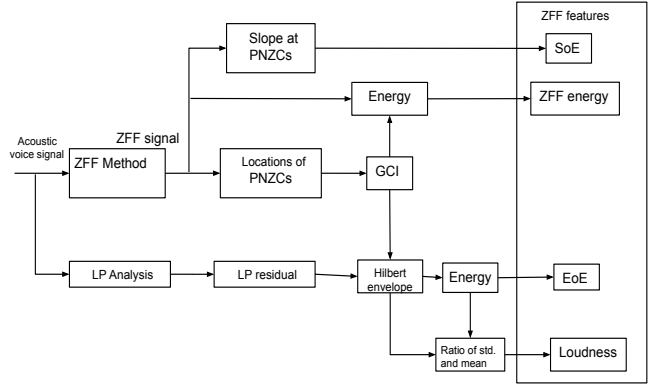 ZFF features
Slope at
PNZCs
SoE
Energy
ZFF energy
ZFF signal
Acoustic
voice signal
ZFF Method
Locations of
PNZCs
GCI
LP Analysis
LP residual
Hilbert
envelope
Energy
EoE
Ratio of std.
and mean
Loudness